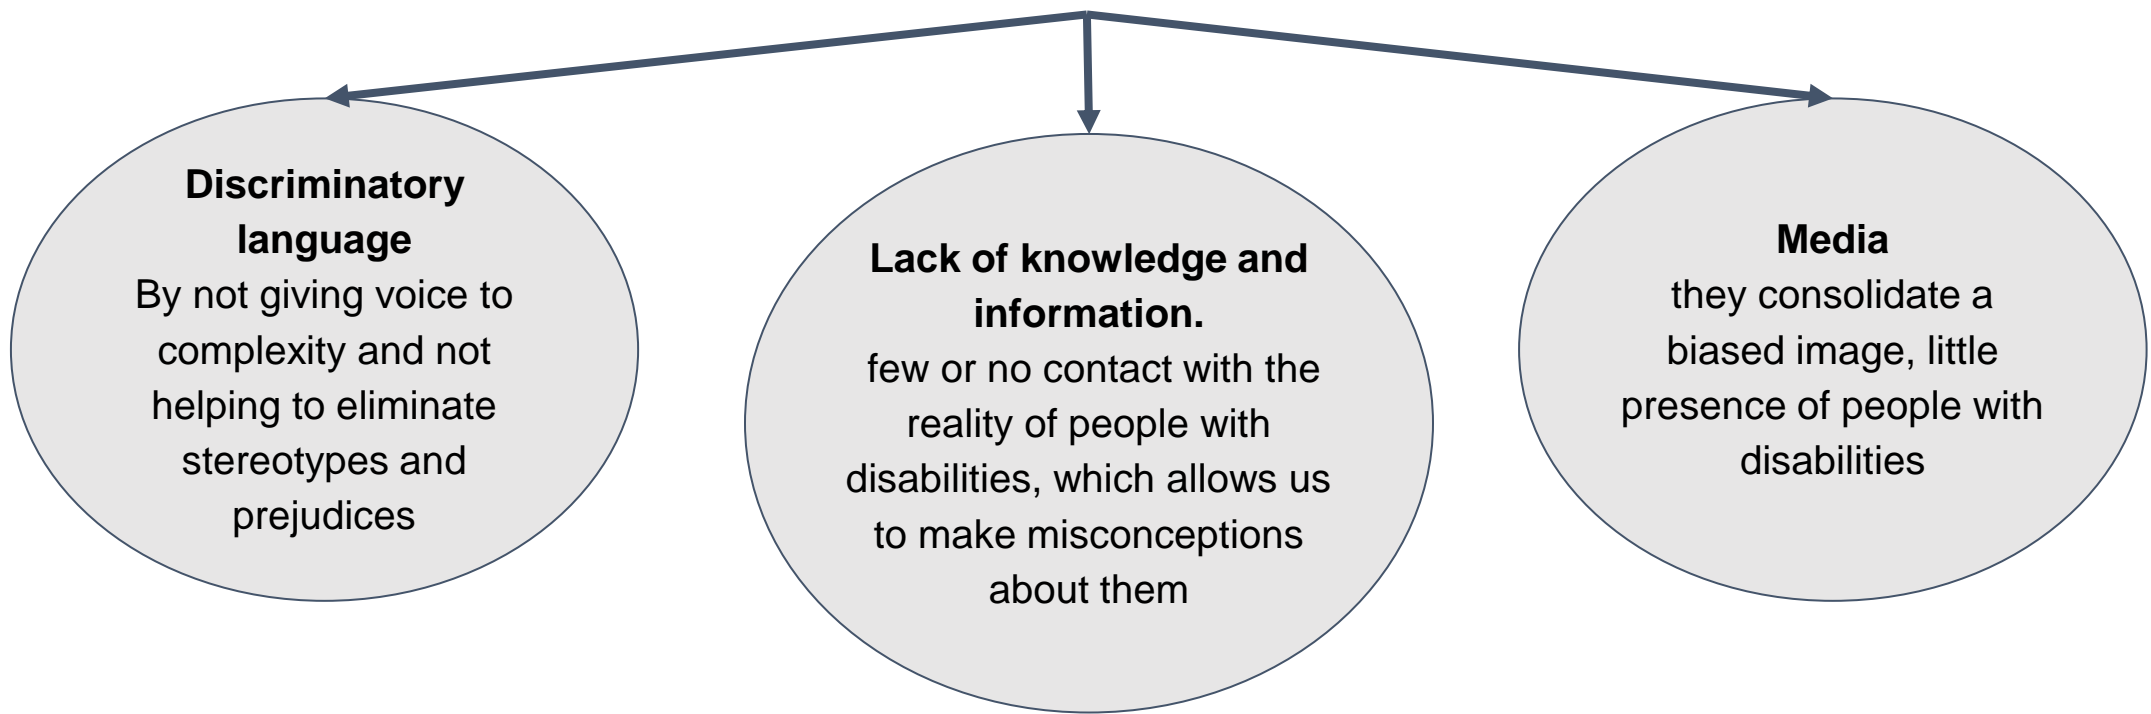 Discriminatory
language
By not giving voice to
complexity and not
helping to eliminate
stereotypes and
prejudices
Lack of knowledge and
information.
few or no contact with the
reality of people with
disabilities, which allows us
to make misconceptions
about them
Media
they consolidate a
biased image, little
presence of people with
disabilities